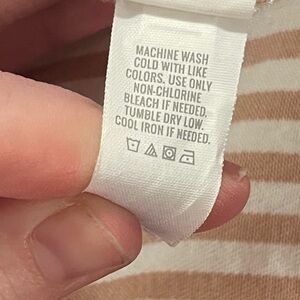 MACHINE WASH
COLD WITH LIKE
COLORS. USE ONLY
NON-CHLORINE
BLEACH IF NEEDED.
TUMBLE DRY LOW.
COOL IRON IF NEEDED.